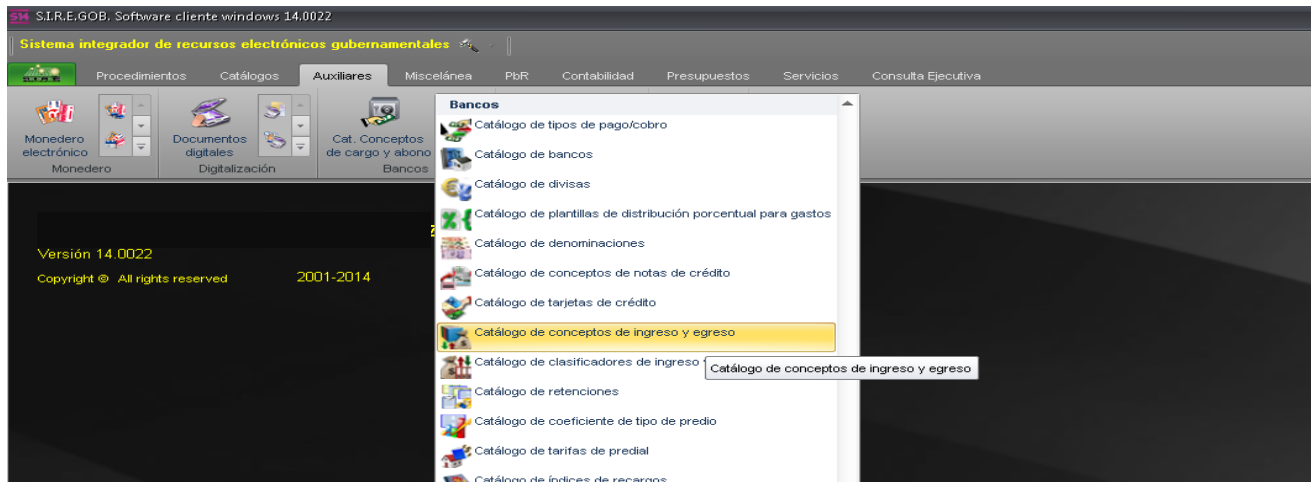 S.I.R.E.GOB. Software cliente windows 14.0022
Sistema integrador de recursos electrónicos gubernamentales
Procedimientos Catálogos Auxiliares Miscelánea PbR Contabilidad Presupuestos Servicios Consulta Ejecutiva
Monedero electrónico
Monedero
Documentos digitales
Digitalización
Cat. Conceptos de cargo y abono
Bancos
Bancos
Catálogo de tipos de pago/cobro
Catálogo de bancos
Catálogo de divisas
Catálogo de plantillas de distribución porcentual para gastos
Catálogo de denominaciones
Catálogo de conceptos de notas de crédito
Catálogo de tarjetas de crédito
Catálogo de conceptos de ingreso y egreso
Catálogo de clasificadores de ingreso
Catálogo de conceptos de ingreso y egreso
Catálogo de retenciones
Catálogo de coeficiente de tipo de predio
Catálogo de tarifas de predial
Catálogo de índices de recargos
Versión 14.0022
Copyright © All rights reserved 2001-2014